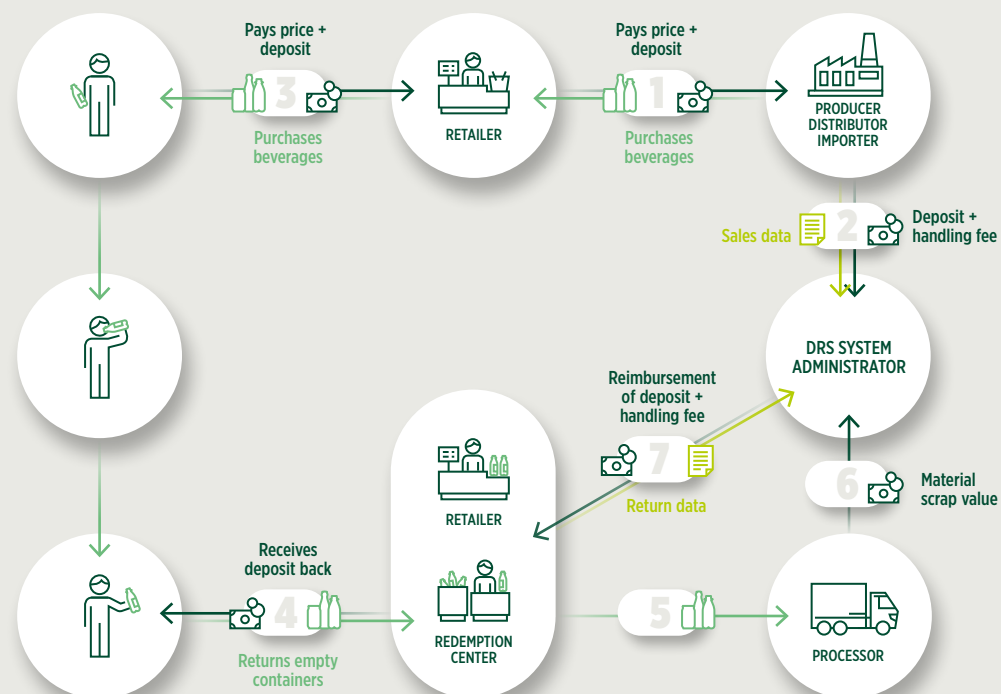 Pays price +
deposit
3
Purchases
beverages
RETAILER
Pays price +
deposit
1
Purchases
beverages
PRODUCER
DISTRIBUTOR
IMPORTER
Sales data
2
Deposit +
handling fee
DRS SYSTEM
ADMINISTRATOR
Reimbursement
of deposit +
handling fee
7
Return data
6
Material
scrap value
RETAILER
REDEMPTION
CENTER
Receives
deposit back
4
Returns empty
containers
5
PROCESSOR